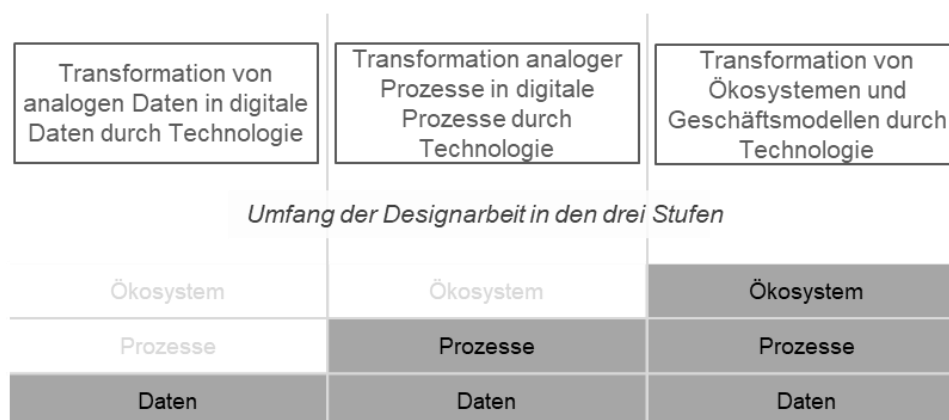 Transformation von
analogen Daten in digitale
Daten durch Technologie
Transformation analoger
Prozesse in digitale
Prozesse durch
Technologie
Transformation von
Ökosystemen und
Geschäftsmodellen durch
Technologie
Umfang der Designarbeit in den drei Stufen
Ökosystem
Ökosystem
Ökosystem
Prozesse
Prozesse
Prozesse
Daten
Daten
Daten